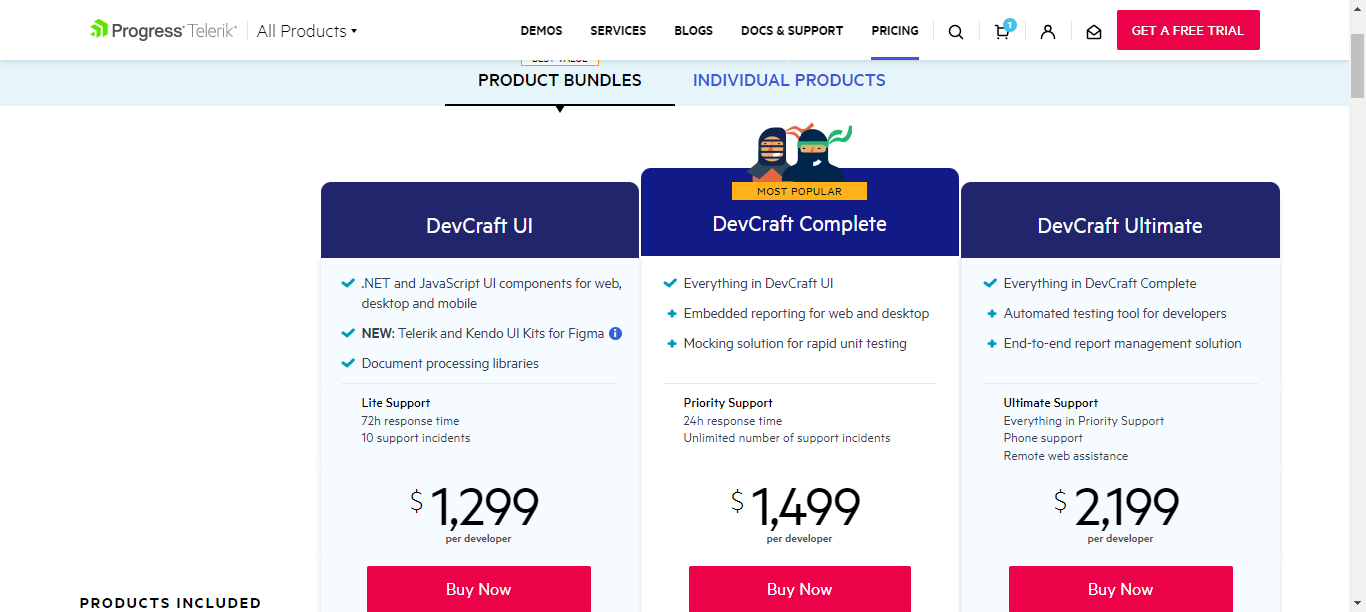 Progress Telerik All Products
DEMOS SERVICES BLOGS DOCS & SUPPORT PRICING 1 GET A FREE TRIAL
BEST VALUE
PRODUCT BUNDLES INDIVIDUAL PRODUCTS
MOST POPULAR
DevCraft UI
.NET and JavaScript UI components for web,
desktop and mobile
NEW: Telerik and Kendo UI Kits for Figma
Document processing libraries
Lite Support
72h response time
10 support incidents
$ 1,299
per developer
Buy Now
DevCraft Complete
Everything in DevCraft UI
Embedded reporting for web and desktop
Mocking solution for rapid unit testing
Priority Support
24h response time
Unlimited number of support incidents
$ 1,499
per developer
Buy Now
DevCraft Ultimate
Everything in DevCraft Complete
Automated testing tool for developers
End-to-end report management solution
Ultimate Support
Everything in Priority Support
Phone support
Remote web assistance
$ 2,199
per developer
Buy Now
PRODUCTS INCLUDED